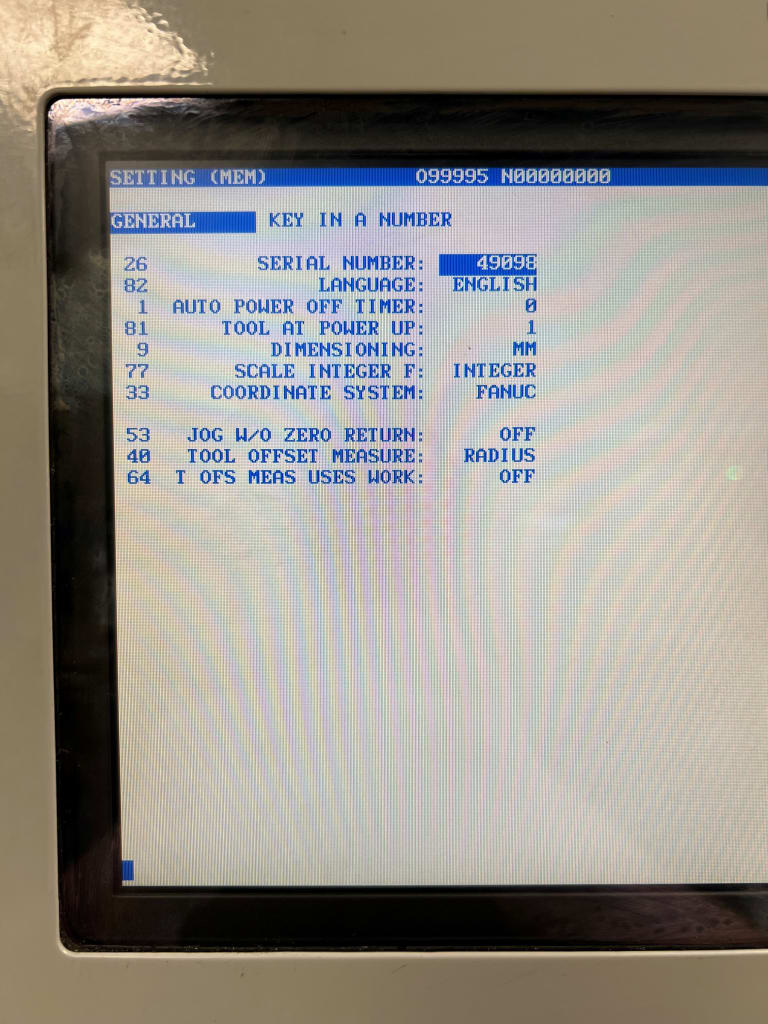 SETTING (MEM) O99995 N00000000
GENERAL KEY IN A NUMBER
26 SERIAL NUMBER: 49098
82 LANGUAGE: ENGLISH
1 AUTO POWER OFF TIMER: 0
81 TOOL AT POWER UP: 1
9 DIMENSIONING: MM
77 SCALE INTEGER F: INTEGER
33 COORDINATE SYSTEM: FANUC
53 JOG W/O ZERO RETURN: OFF
40 TOOL OFFSET MEASURE: RADIUS
64 T OFS MEAS USES WORK: OFF